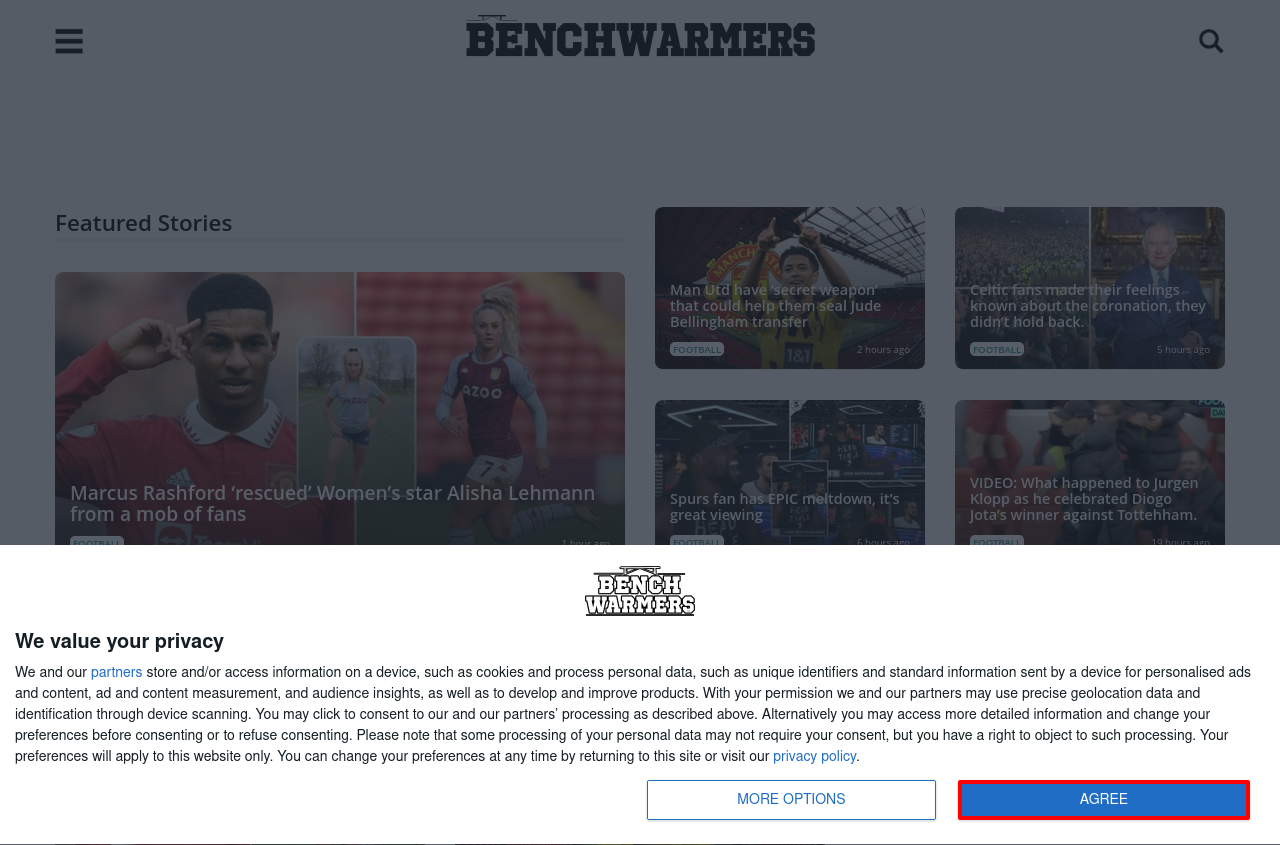 BENCHWARMERS
Featured Stories
Man Utd have 'secret weapon'
that could help them seal Jude
Bellingham transfer
FOOTBALL
2 hours ago
Celtic fans made their feelings
known about the coronation, they
didn't hold back.
FOOTBALL
5 hours ago
Marcus Rashford ‘rescued’ Women’s star Alisha Lehmann
from a mob of fans
FOOTBALL
1 hour ago
Spurs fan has EPIC meltdown, it’s
great viewing
FOOTBALL
6 hours ago
VIDEO: What happened to Jurgen
Klopp as he celebrated Diogo
Jota’s winner against Tottehham.
FOOTBALL
19 hours ago
BENCH
WARMERS
We value your privacy
We and our partners store and/or access information on a device, such as cookies and process personal data, such as unique identifiers and standard information sent by a device for personalised ads
and content, ad and content measurement, and audience insights, as well as to develop and improve products. With your permission we and our partners may use precise geolocation data and
identification through device scanning. You may click to consent to our and our partners’ processing as described above. Alternatively you may access more detailed information and change your
preferences before consenting or to refuse consenting. Please note that some processing of your personal data may not require your consent, but you have a right to object to such processing. Your
preferences will apply to this website only. You can change your preferences at any time by returning to this site or visit our privacy policy.
MORE OPTIONS
AGREE